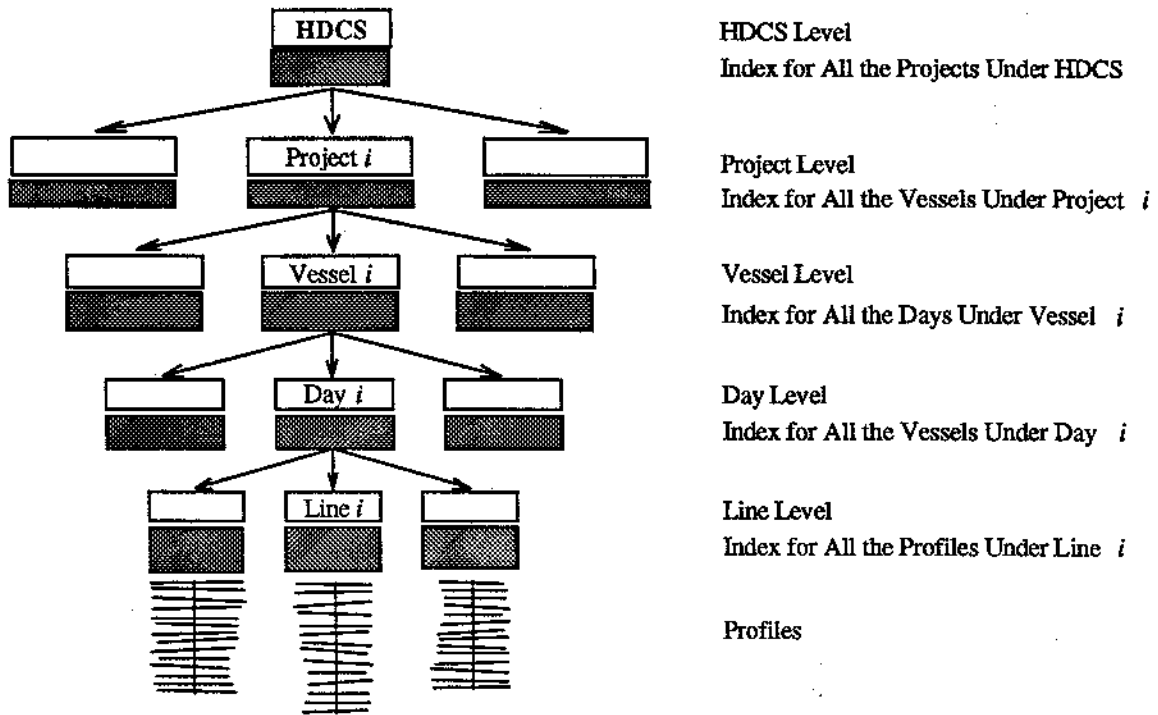 HDCS
HDCS Level
Index for All the Projects Under HDCS
Project i
Project Level
Index for All the Vessels Under Project i
Vessel i
Vessel Level
Index for All the Days Under Vessel i
Day i
Day Level
Index for All the Vessels Under Day i
Line i
Line Level
Index for All the Profiles Under Line i
Profiles